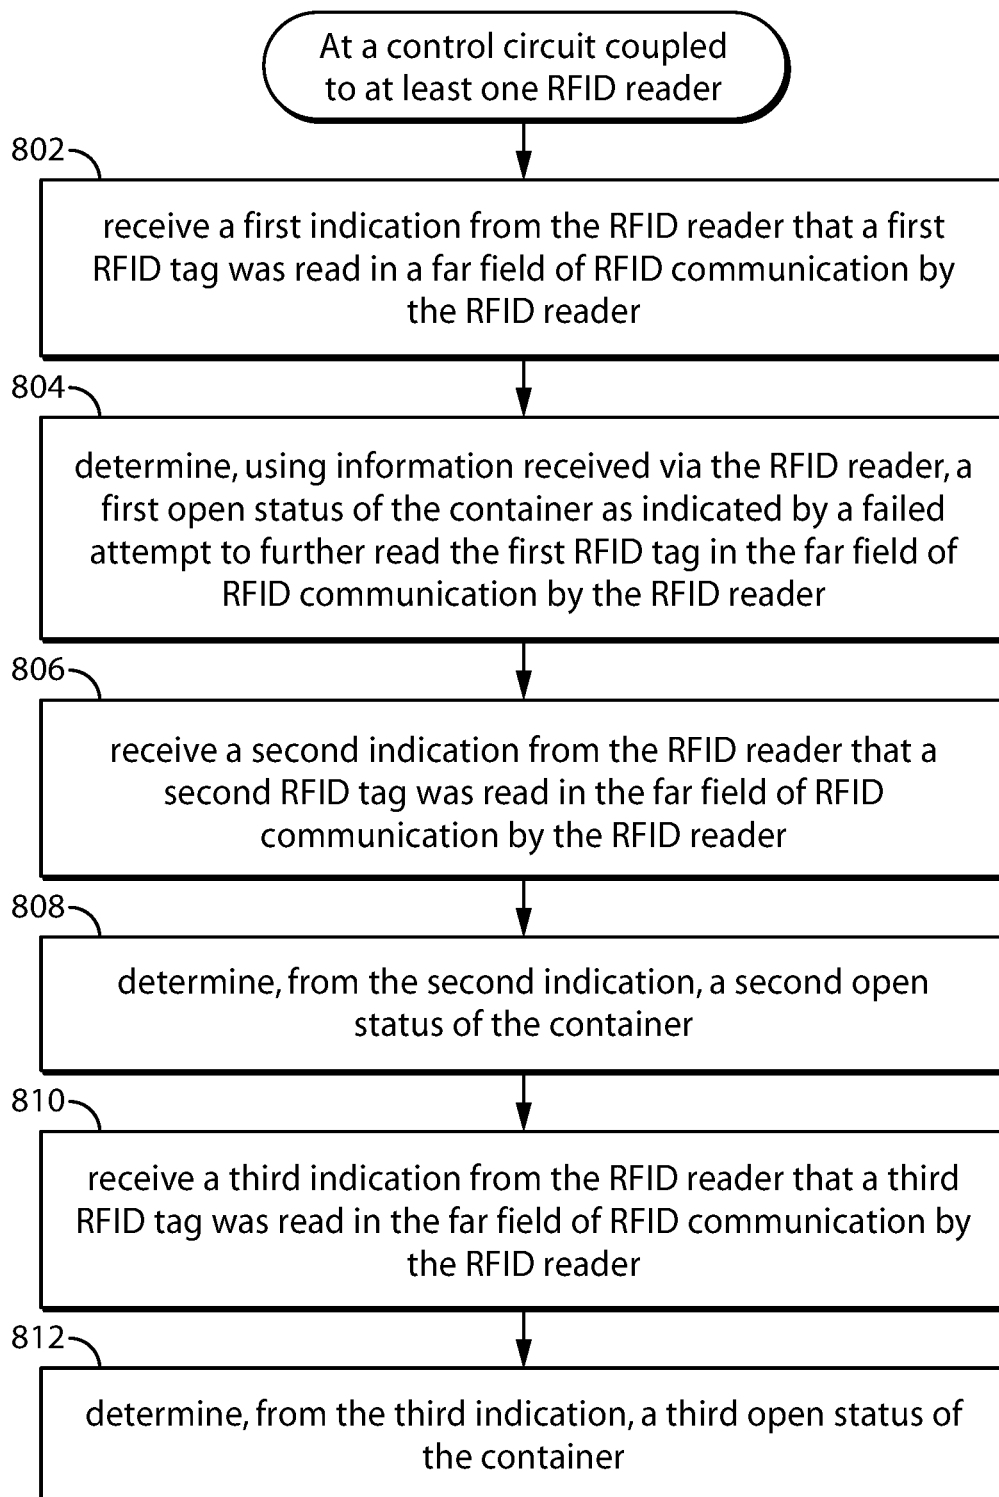 At a control circuit coupled
to at least one RFID reader
802
receive a first indication from the RFID reader that a first
RFID tag was read in a far field of RFID communication by
the RFID reader
804
determine, using information received via the RFID reader, a
first open status of the container as indicated by a failed
attempt to further read the first RFID tag in the far field of
RFID communication by the RFID reader
806
receive a second indication from the RFID reader that a
second RFID tag was read in the far field of RFID
communication by the RFID reader
808
determine, from the second indication, a second open
status of the container
810
receive a third indication from the RFID reader that a third
RFID tag was read in the far field of RFID communication by
the RFID reader
812
determine, from the third indication, a third open status of
the container